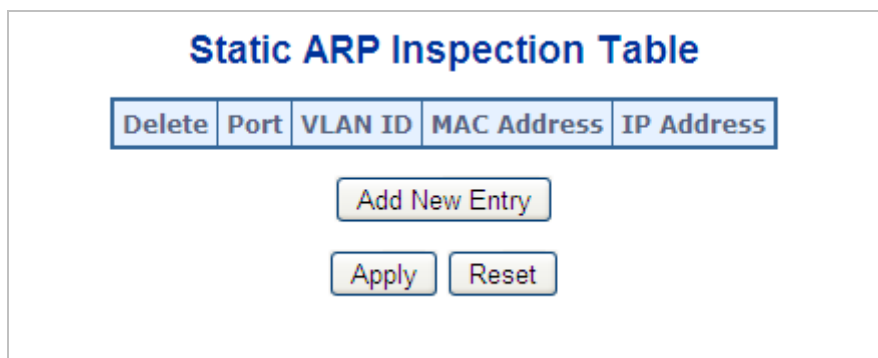 Static ARP Inspection Table
Delete Port VLAN ID MAC Address IP Address
Add New Entry
Apply Reset